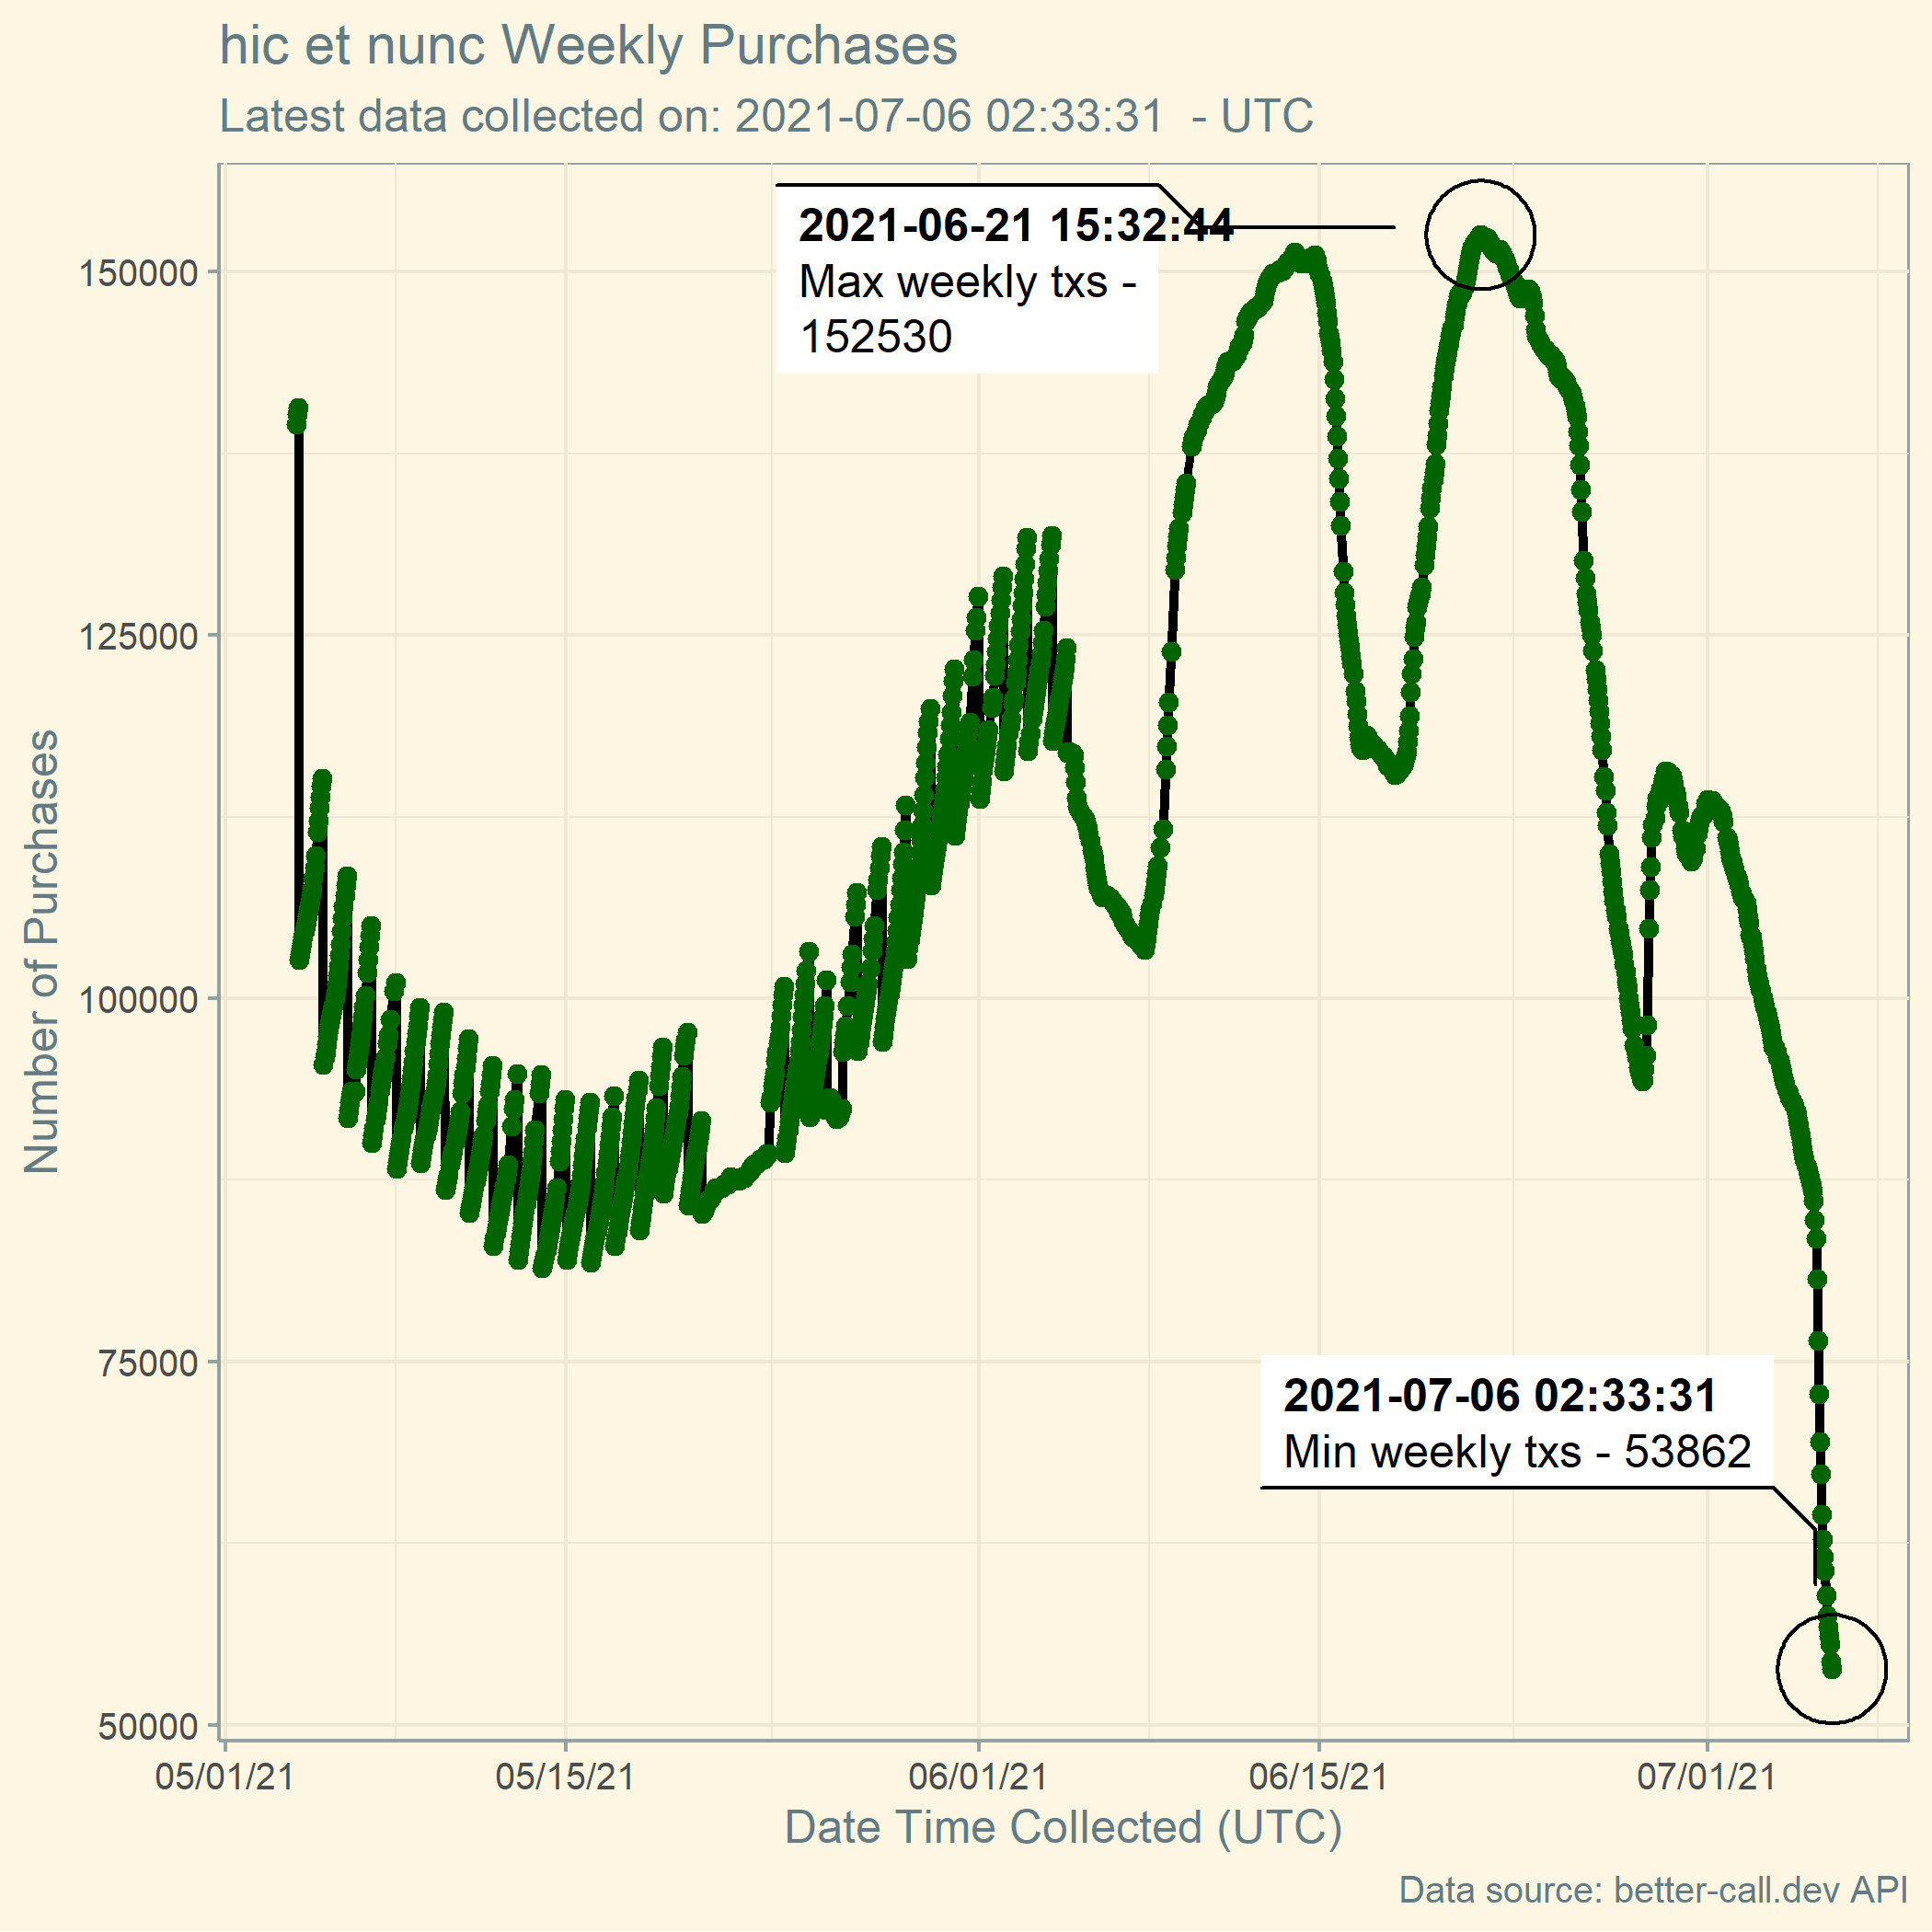 hic et nunc Weekly Purchases
Latest data collected on: 2021-07-06 02:33:31 - UTC
2021-06-21 15:32:44
Max weekly txs -
152530
150000
125000
100000
75000
50000
Number of Purchases
2021-07-06 02:33:31
Min weekly txs - 53862
05/01/21 05/15/21 06/01/21 06/15/21 07/01/21
Date Time Collected (UTC)
Data source: better-call.dev API